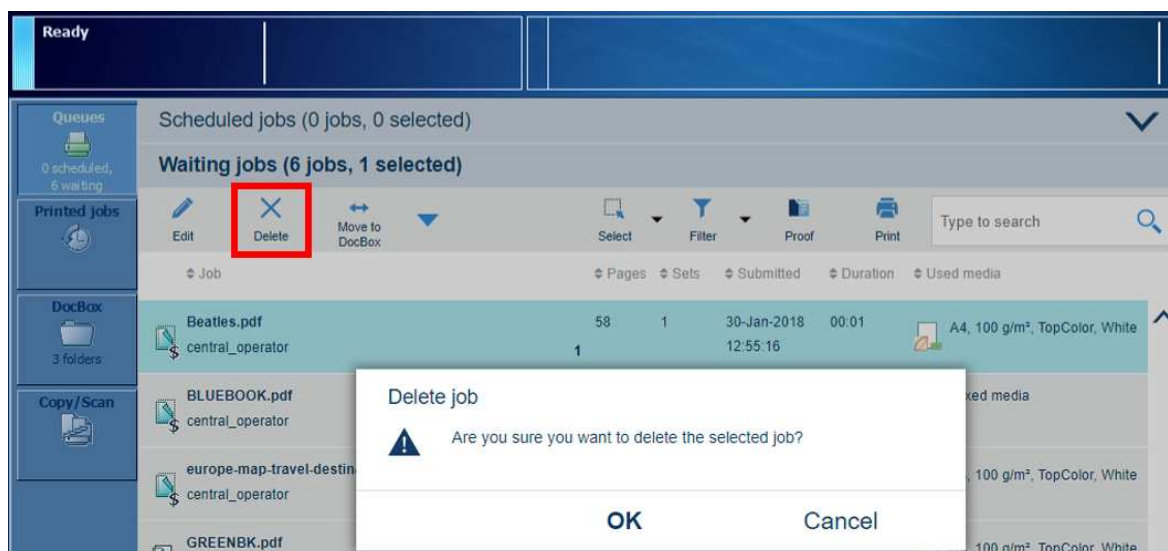 Ready
Queues
0 scheduled,
6 waiting
Printed jobs
DocBox
3 folders
Copy/Scan
Scheduled jobs (0 jobs, 0 selected)
Waiting jobs (6 jobs, 1 selected)
Edit
Delete
Move to
DocBox
Select
Filter
Proof
Print
Type to search
Job
Pages
Sets
Submitted
Duration
Used media
Beatles.pdf
central_operator
58
1
1
30-Jan-2018
12:55:16
00:01
A4, 100 g/m², TopColor, White
BLUEBOOK.pdf
central_operator
media
europe-map-travel-destin
central_operator
, 100 g/m², TopColor, White
GREENBK.pdf
100 g/m², TopColor, White
Delete job
Are you sure you want to delete the selected job?
OK
Cancel